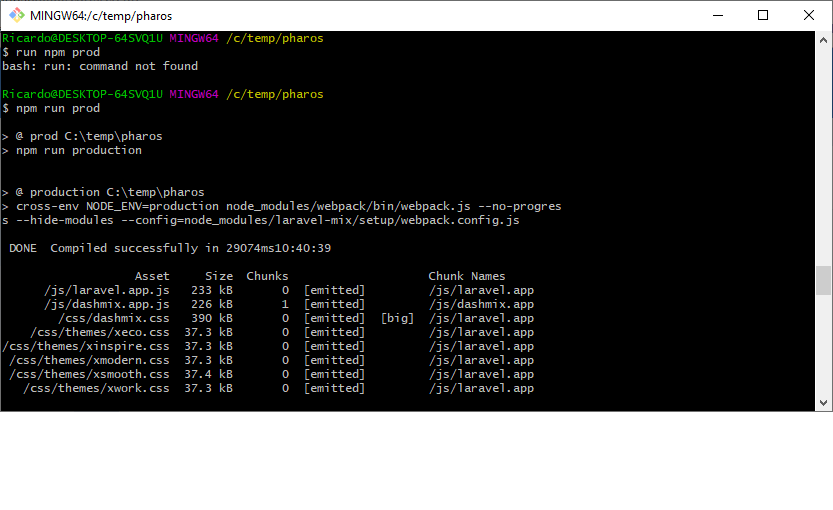 MINGW64:/c/temp/pharos
Ricardo@DESKTOP-64SVQ1U MINGW64 /c/temp/pharos
$ run npm prod
bash: run: command not found
Ricardo@DESKTOP-64SVQ1U MINGW64 /c/temp/pharos
$ npm run prod
> @ prod C:\temp\pharos
> npm run production
> @ production C:\temp\pharos
> cross-env NODE_ENV=production node_modules/webpack/bin/webpack.js --no-progres
s --hide-modules --config=node_modules/laravel-mix/setup/webpack.config.js
DONE  Compiled successfully in 29074ms10:40:39
Asset     Size  Chunks                    Chunk Names
/js/laravel.app.js   233 kB       0  [emitted]         /js/laravel.app
/js/dashmix.app.js   226 kB       1  [emitted]         /js/dashmix.app
/css/dashmix.css   390 kB       0  [emitted]  [big]  /js/laravel.app
/css/themes/xeco.css  37.3 kB       0  [emitted]         /js/laravel.app
/css/themes/xinspire.css  37.3 kB       0  [emitted]         /js/laravel.app
/css/themes/xmodern.css  37.3 kB       0  [emitted]         /js/laravel.app
/css/themes/xsmooth.css  37.4 kB       0  [emitted]         /js/laravel.app
/css/themes/xwork.css  37.3 kB       0  [emitted]         /js/laravel.app